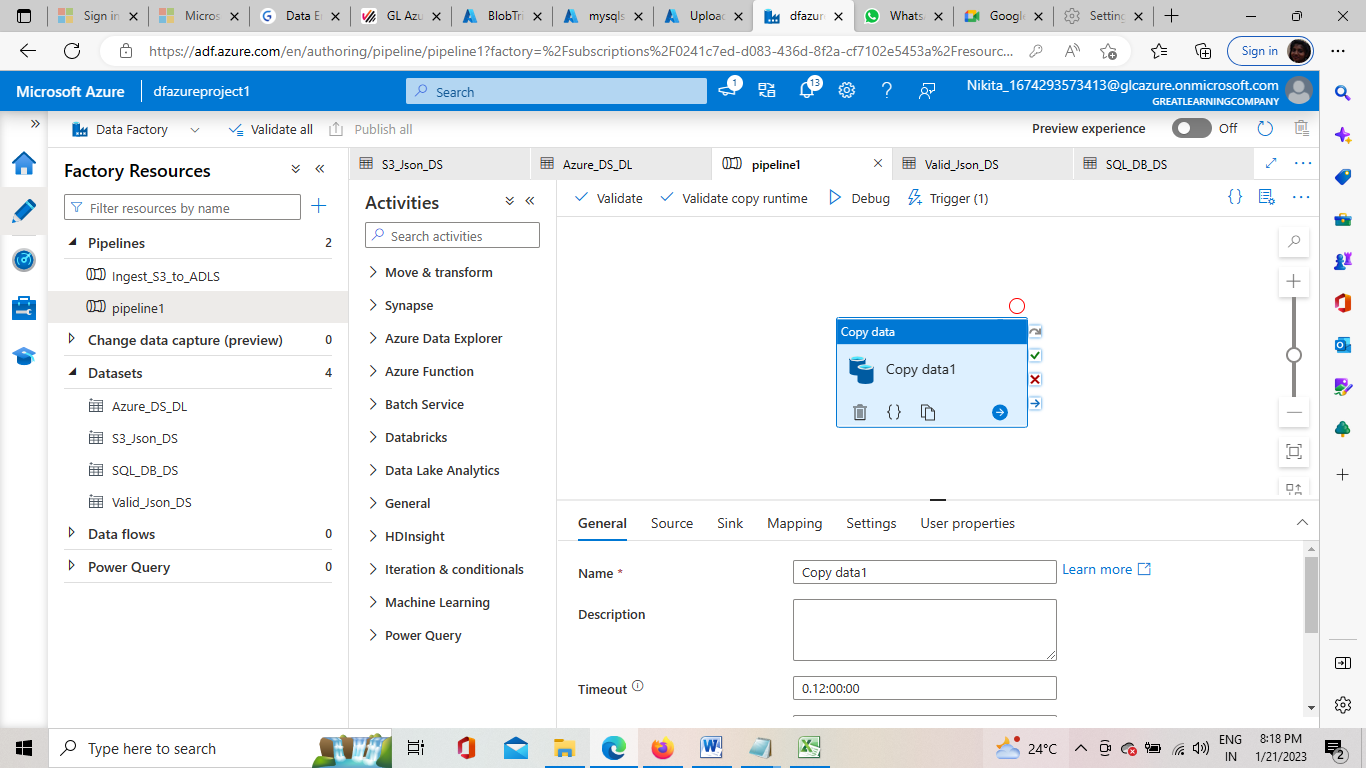 Sign in
Micros
Data E
GL Azu
BlobTri
mysqls
Upload
dfazure
Whats
Google
Setting
https://adf.azure.com/en/authoring/pipeline/pipeline1?factory=%2Fsubscriptions%2F0241c7ed-d083-436d-8f2a-cf7102e5453a%2Fresourc...
Sign in
Microsoft Azure
dfazureproject1
Search
1
13
Nikita_1674293573413@glcazure.onmicrosoft.com
GREATLEARNINGCOMPANY
Data Factory
Validate all
Publish all
Preview experience
Off
Factory Resources
Filter resources by name
Pipelines 2
Ingest_S3_to_ADLS
pipeline1
Change data capture (preview) 0
Datasets 4
Azure_DS_DL
S3_Json_DS
SQL_DB_DS
Valid_Json_DS
Data flows 0
Power Query 0
S3_Json_DS
Azure_DS_DL
pipeline1
Valid_Json_DS
SQL_DB_DS
Activities
Search activities
Move & transform
Synapse
Azure Data Explorer
Azure Function
Batch Service
Databricks
Data Lake Analytics
General
HDInsight
Iteration & conditionals
Machine Learning
Power Query
Validate
Validate copy runtime
Debug
Trigger (1)
Copy data
Copy data1
General
Source
Sink
Mapping
Settings
User properties
Name *
Copy data1
Learn more
Description
Timeout
0.12:00:00
Type here to search
24°C
ENG
IN
8:18 PM
1/21/2023
2